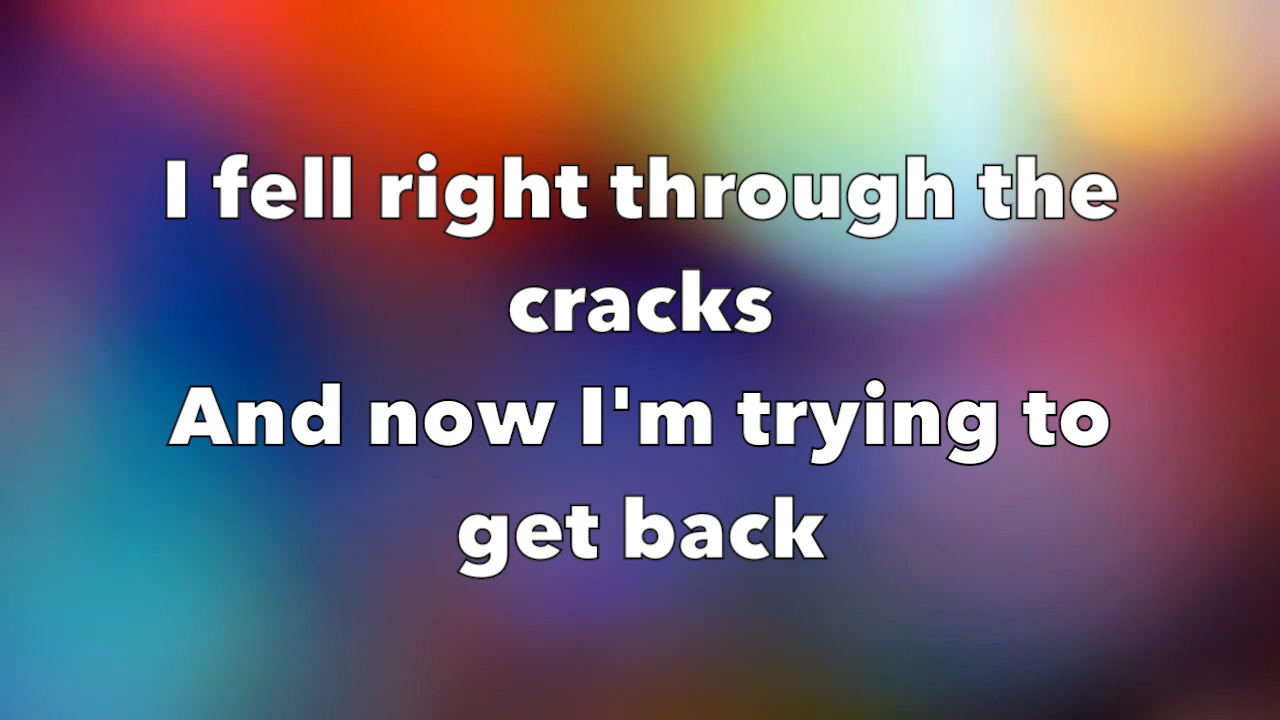 I fell right through the
cracks
And now I'm trying to
get back